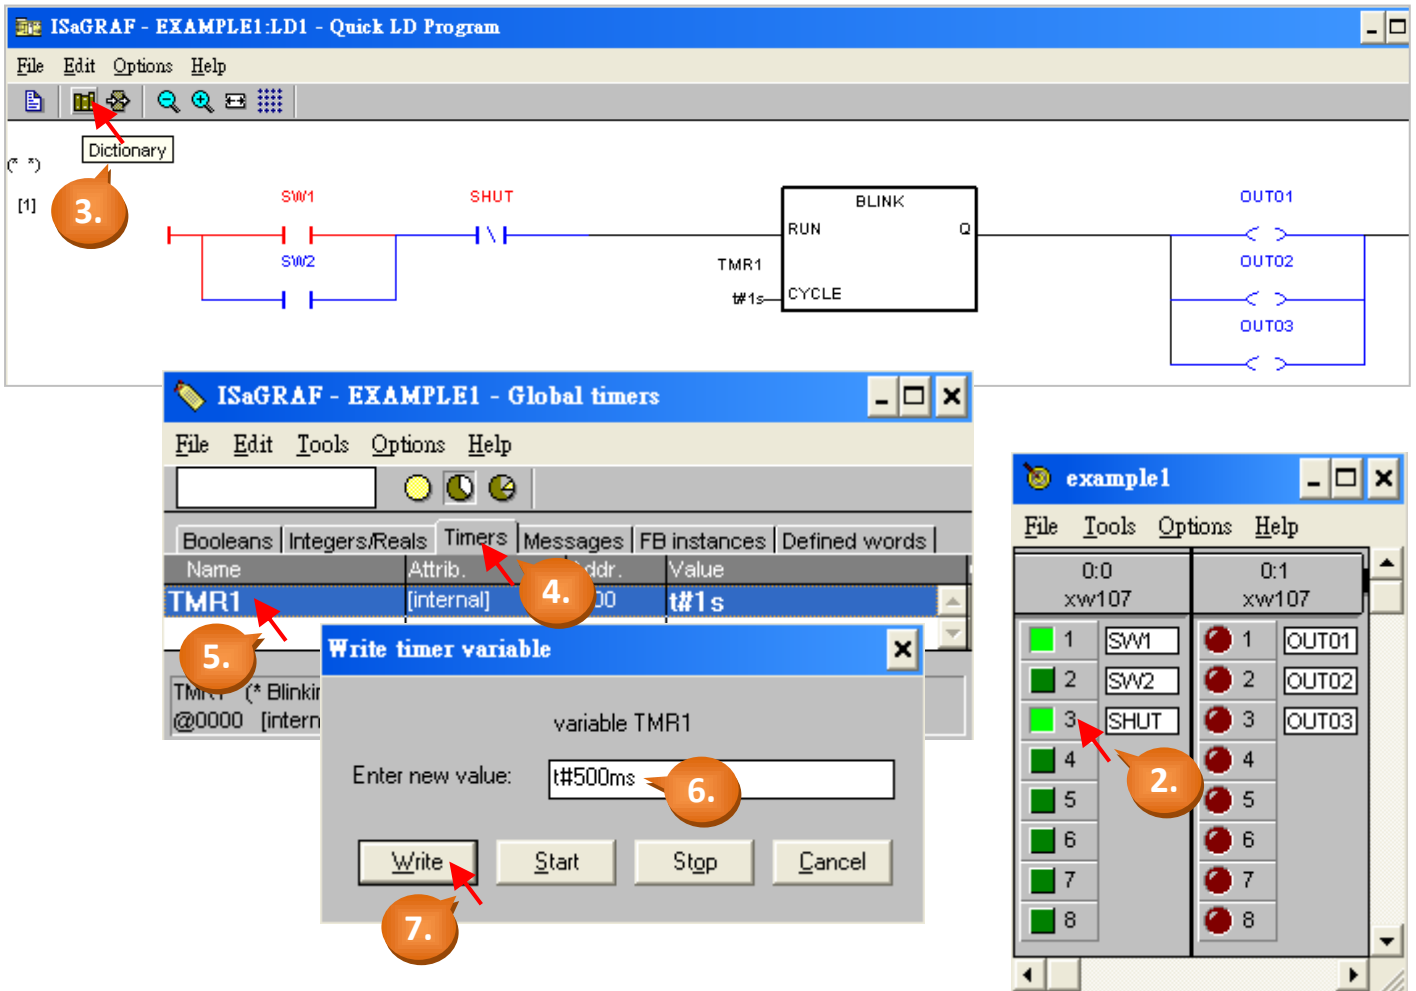 ISaGRAF - EXAMPLE1:LD1 - Quick LD Program
File Edit Options Help
Dictionary
(* *)
[1]
3.
SW1
SHUT
BLINK
OUT01
RUN
Q
SW2
TMR1
OUT02
t#1s
CYCLE
OUT03
ISaGRAF - EXAMPLE1 - Global timers
File Edit Tools Options Help
Booleans Integers/Reals Timers Messages FB instances Defined words
Name Attrib. Addr. Value
TMR1 [internal] 00 t#1s
4.
5.
TMR1 (* Blinkin
@0000 [intern
Write timer variable
variable TMR1
Enter new value: t#500ms
6.
Write Start Stop Cancel
7.
example1
File Tools Options Help
0:0 0:1
xw107 xw107
1 SW1 1 OUT01
2 SW2 2 OUT02
3 SHUT 3 OUT03
4 4
2.
5 5
6 6
7 7
8 8